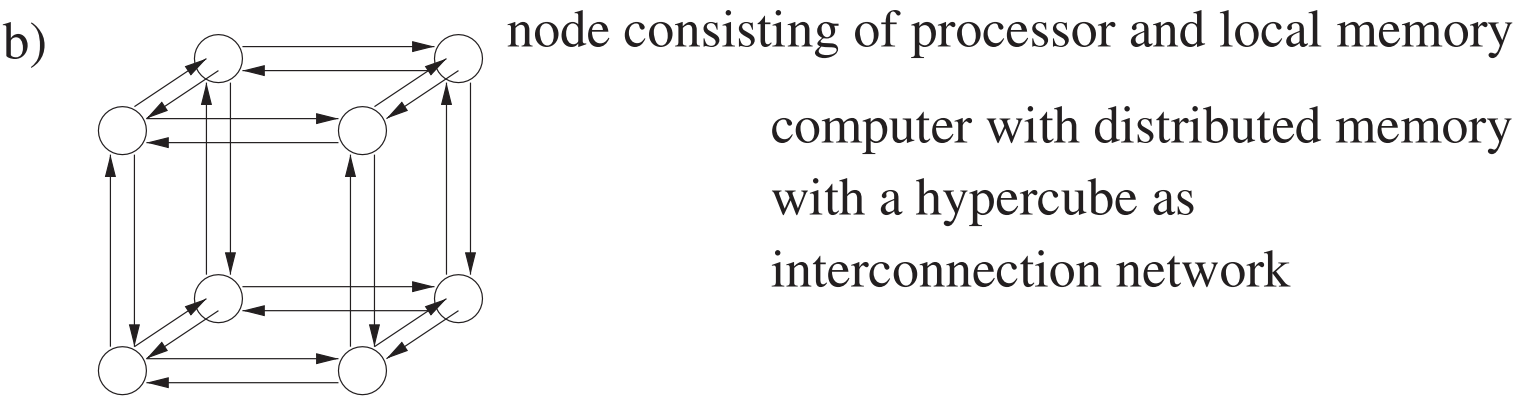 b)
node consisting of processor and local memory
computer with distributed memory
with a hypercube as
interconnection network